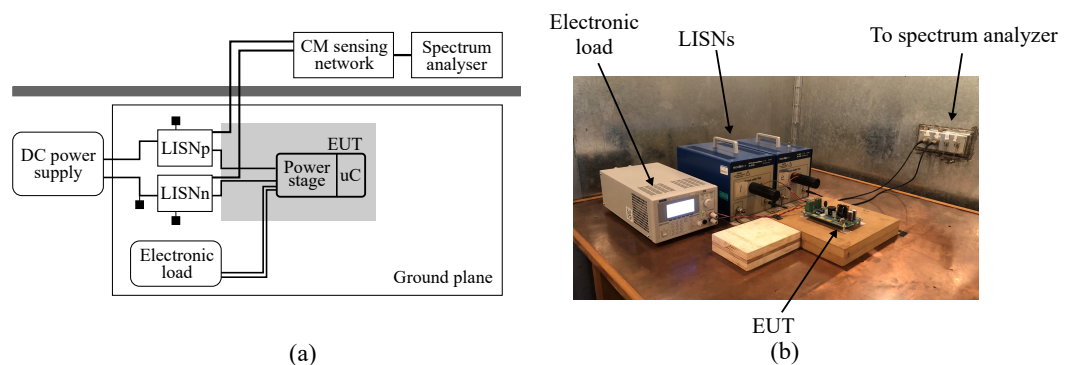 CM sensing
network
Spectrum
analyser
DC power
supply
LISNp
LISNn
EUT
Power
stage
uC
Electronic
load
Ground plane
(a)
Electronic
load
LISNs
To spectrum analyzer
EUT
(b)